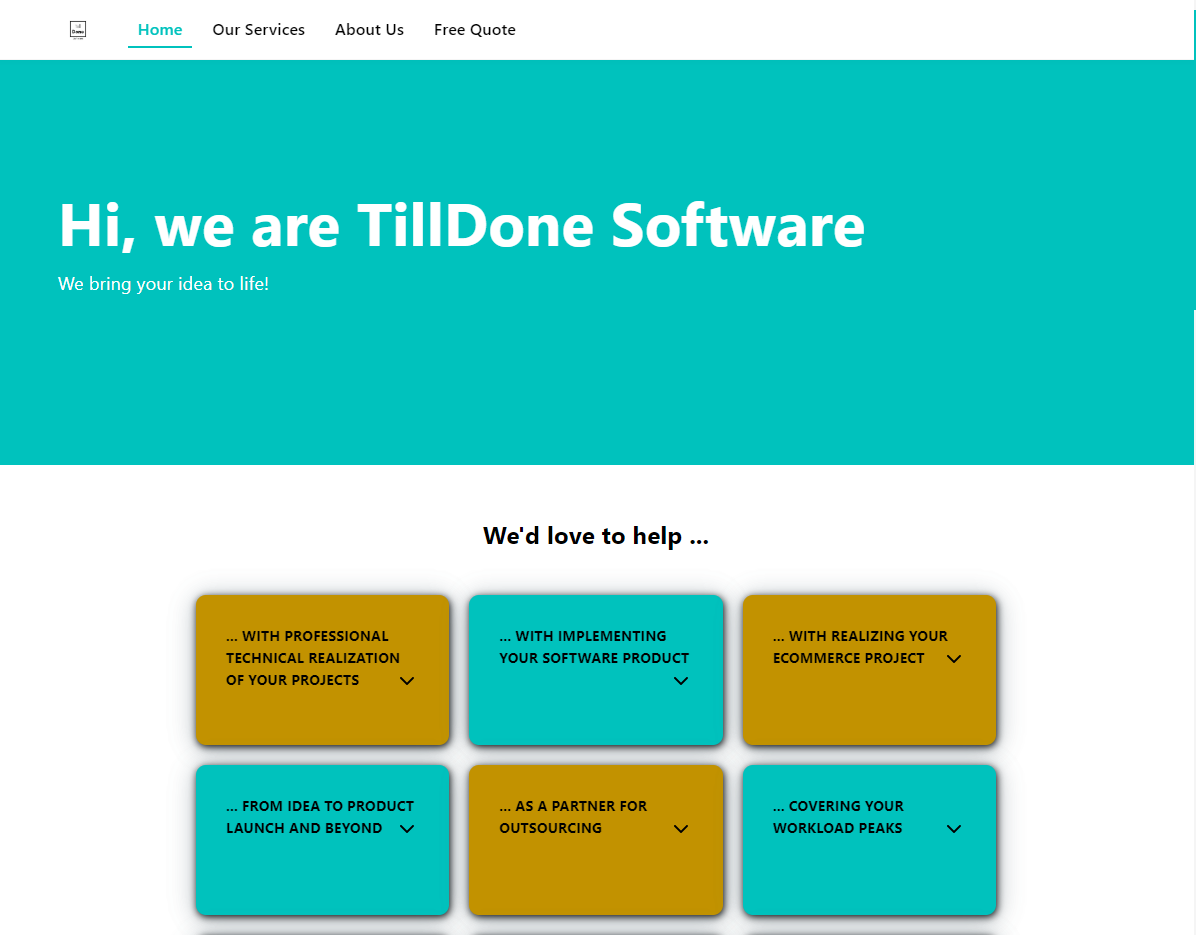 Done
Home
Our Services
About Us
Free Quote
Hi, we are TillDone Software
We bring your idea to life!
We'd love to help ...
... WITH PROFESSIONAL
TECHNICAL REALIZATION
OF YOUR PROJECTS
... WITH IMPLEMENTING
YOUR SOFTWARE PRODUCT
... WITH REALIZING YOUR
ECOMMERCE PROJECT
... FROM IDEA TO PRODUCT
LAUNCH AND BEYOND
... AS A PARTNER FOR
OUTSOURCING
... COVERING YOUR
WORKLOAD PEAKS